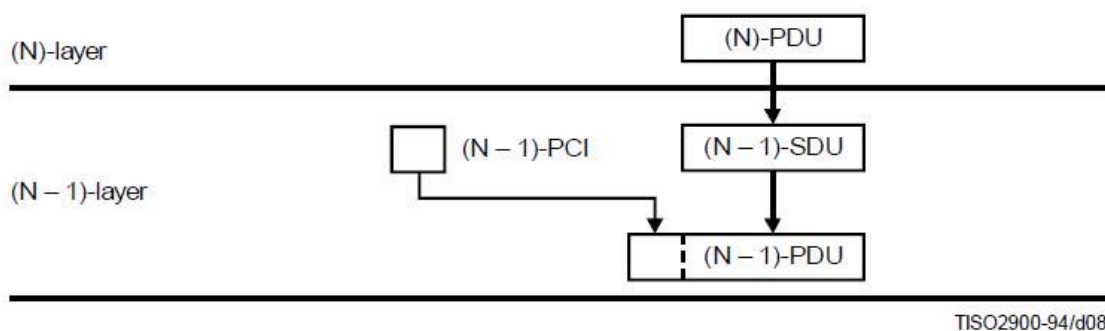 (N)-layer
(N)-PDU
(N – 1)-PCI
(N – 1)-SDU
(N – 1)-layer
(N – 1)-PDU
TISO2900-94/d08